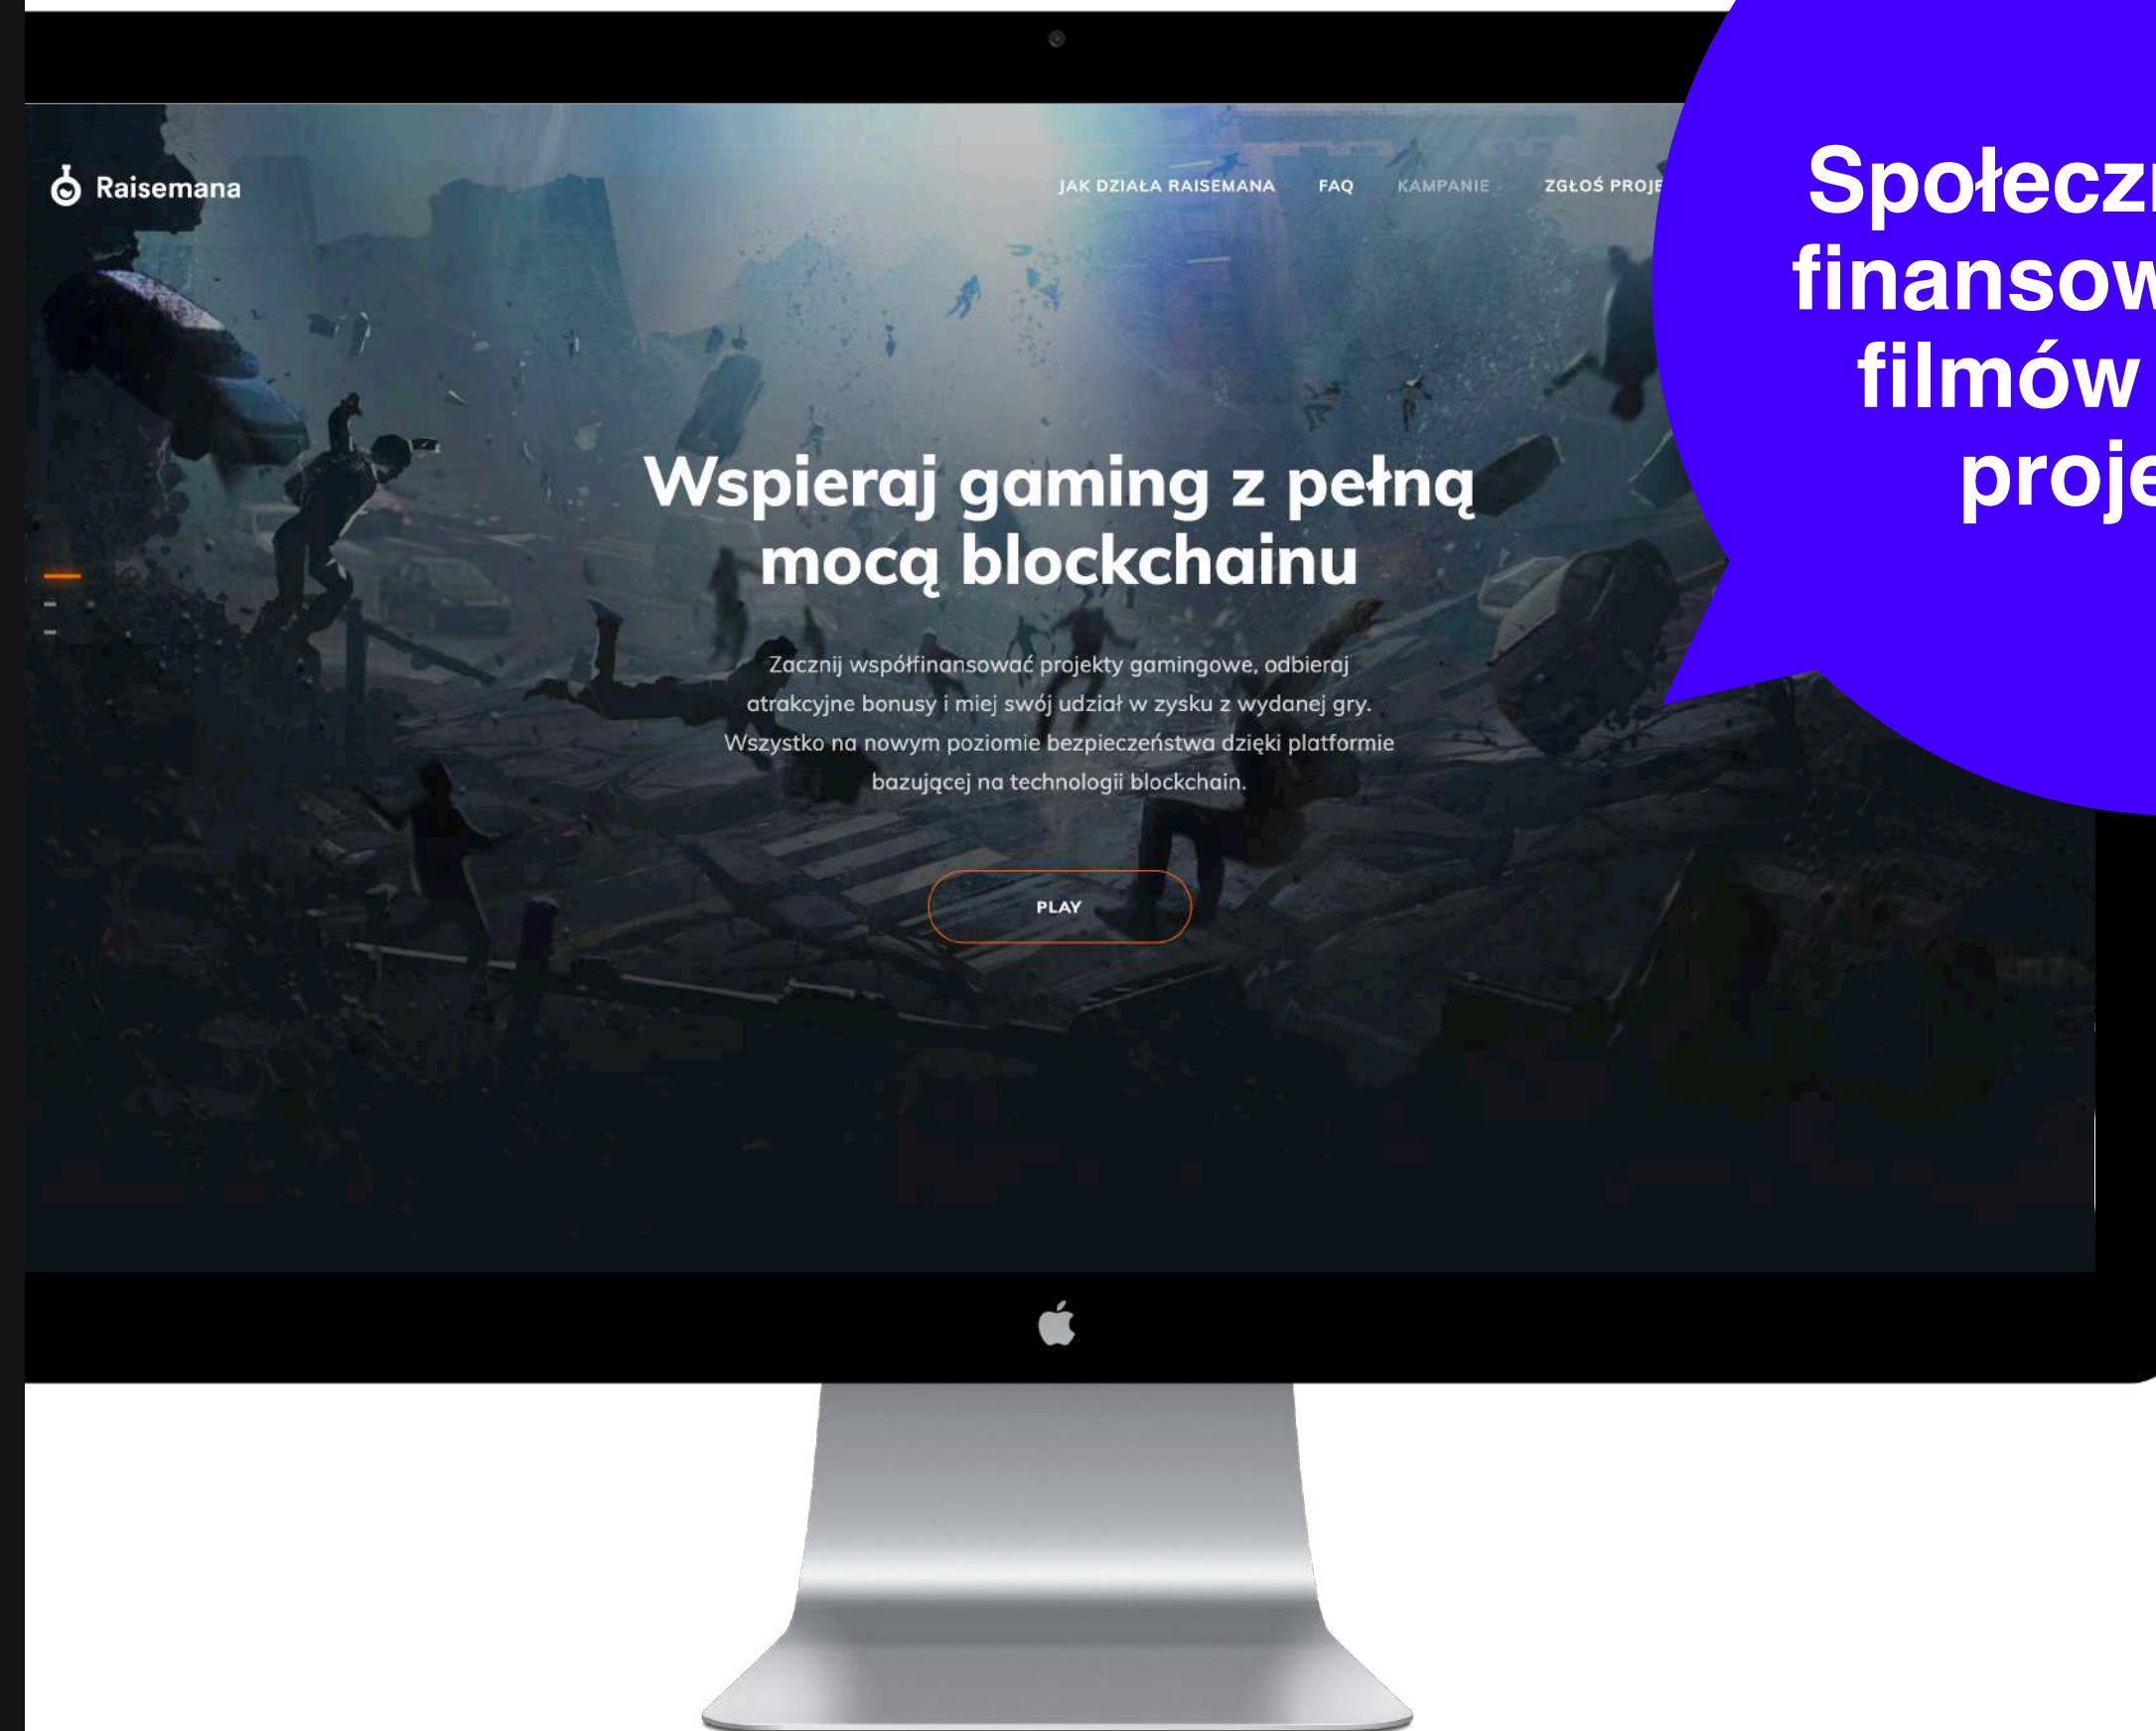 Raisemana
JAK DZIAŁA RAISEMANA FAQ KAMPANIE ZGŁOŚ
Wspieraj gaming z pełną
mocą blockchainu
Zacznij współfinansować projekty gamingowe, odbieraj
atrakcyjne bonusy i miej swój udział w zysku z wydanej gry.
Wszystko na nowym poziomie bezpieczeństwa dzięki platformie
bazującej na technologii blockchain.
PLAY
filmów